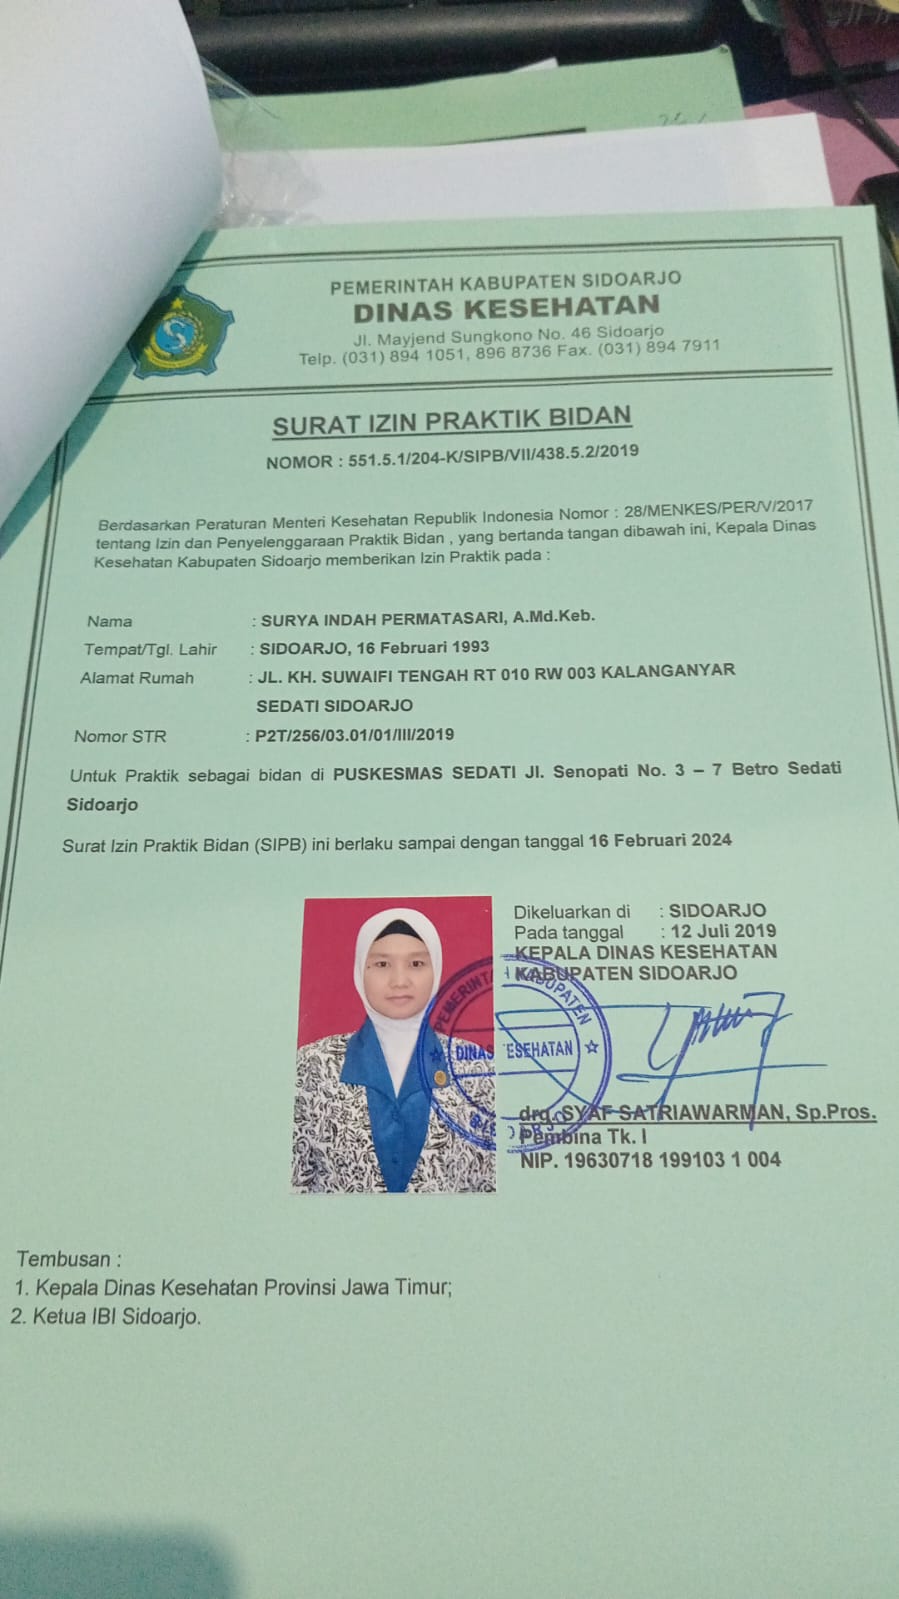 PEMERINTAH KABUPATEN SIDOARJO
DINAS KESEHATAN
Jl. Mayjend Sungkono No. 46 Sidoarjo
Telp. (031) 894 1051, 896 8736 Fax. (031) 894 7911
SURAT IZIN PRAKTIK BIDAN
NOMOR : 551.5.1/204-K/SIPB/VII/438.5.2/2019
Berdasarkan Peraturan Menteri Kesehatan Republik Indonesia Nomor : 28/MENKES/PER/V/2017
tentang Izin dan Penyelenggaraan Praktik Bidan , yang bertanda tangan dibawah ini, Kepala Dinas
Kesehatan Kabupaten Sidoarjo memberikan Izin Praktik pada :
Nama : SURYA INDAH PERMATASARI, A.Md.Keb.
Tempat/Tgl. Lahir : SIDOARJO, 16 Februari 1993
Alamat Rumah : JL. KH. SUWAIFI TENGAH RT 010 RW 003 KALANGANYAR
SEDATI SIDOARJO
Nomor STR : P2T/256/03.01/01/III/2019
Untuk Praktik sebagai bidan di PUSKESMAS SEDATI Jl. Senopati No. 3 – 7 Betro Sedati
Sidoarjo
Surat Izin Praktik Bidan (SIPB) ini berlaku sampai dengan tanggal 16 Februari 2024
Dikeluarkan di : SIDOARJO
Pada tanggal : 12 Juli 2019
KEPALA DINAS KESEHATAN
KABUPATEN SIDOARJO
PEMERINTAH KABUPATEN
DINAS KESEHATAN
SIDOARJO
drg. SYAF SATRIAWARMAN, Sp.Pros.
Pembina Tk. I
NIP. 19630718 199103 1 004
Tembusan :
1. Kepala Dinas Kesehatan Provinsi Jawa Timur;
2. Ketua IBI Sidoarjo.